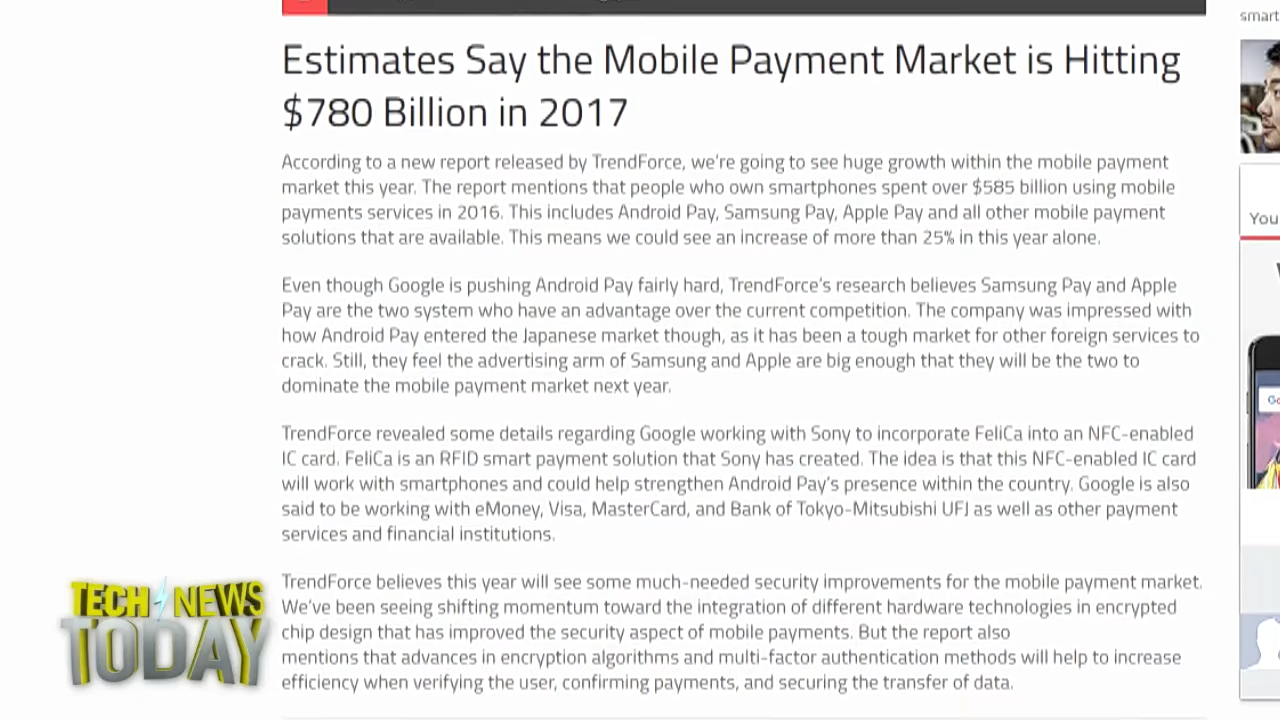 smart
Estimates Say the Mobile Payment Market is Hitting
$780 Billion in 2017
According to a new report released by TrendForce, we're going to see huge growth within the mobile payment
market this year. The report mentions that people who own smartphones spent over $585 billion using mobile
payments services in 2016. This includes Android Pay, Samsung Pay, Apple Pay and all other mobile payment
solutions that are available. This means we could see an increase of more than 25% in this year alone.
You
Even though Google is pushing Android Pay fairly hard, TrendForce's research believes Samsung Pay and Apple
Pay are the two system who have an advantage over the current competition. The company was impressed with
how Android Pay entered the Japanese market though, as it has been a tough market for other foreign services to
crack. Still, they feel the advertising arm of Samsung and Apple are big enough that they will be the two to
dominate the mobile payment market next year.
TrendForce revealed some details regarding Google working with Sony to incorporate FeliCa into an NFC-enabled
IC card. FeliCa is an RFID smart payment solution that Sony has created. The idea is that this NFC-enabled IC card
will work with smartphones and could help strengthen Android Pay's presence within the country. Google is also
said to be working with eMoney, Visa, MasterCard, and Bank of Tokyo-Mitsubishi UFJ as well as other payment
services and financial institutions.
TrendForce believes this year will see some much-needed security improvements for the mobile payment market.
We've been seeing shifting momentum toward the integration of different hardware technologies in encrypted
chip design that has improved the security aspect of mobile payments. But the report also
mentions that advances in encryption algorithms and multi-factor authentication methods will help to increase
efficiency when verifying the user, confirming payments, and securing the transfer of data.
TECH NEWS
TODAY